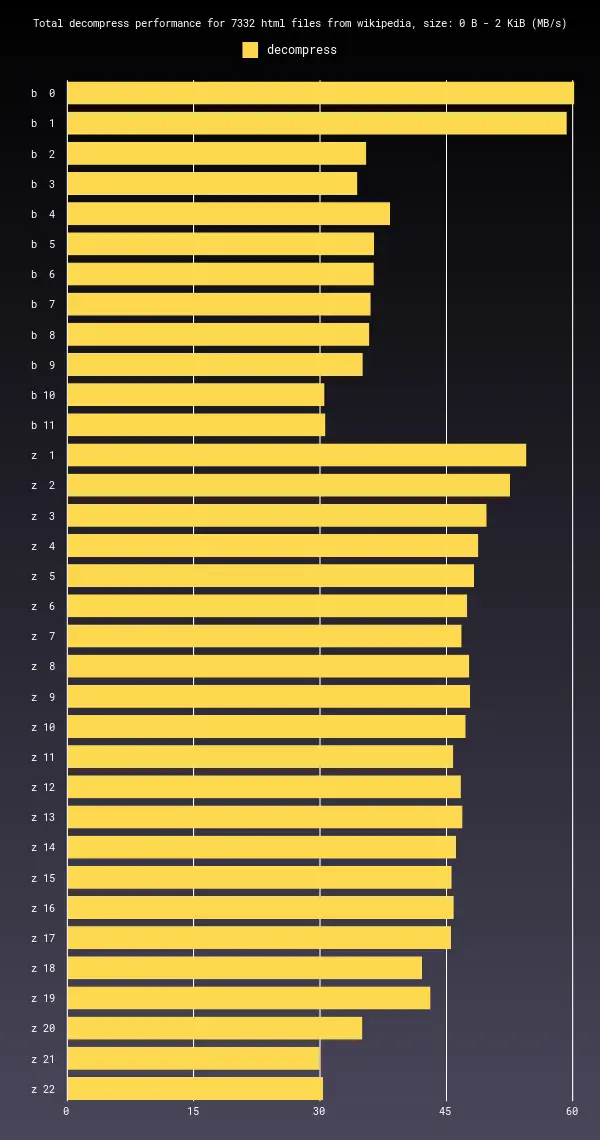 Total decompress performance for 7332 html files from wikipedia, size: 0 B - 2 KiB (MB/s)
decompress
b 0
b 1
b 2
b 3
b 4
b 5
b 6
b 7
b 8
b 9
b 10
b 11
z 1
z 2
z 3
z 4
z 5
z 6
z 7
z 8
z 9
z 10
z 11
z 12
z 13
z 14
z 15
z 16
z 17
z 18
z 19
z 20
z 21
z 22
0 15 30 45 60